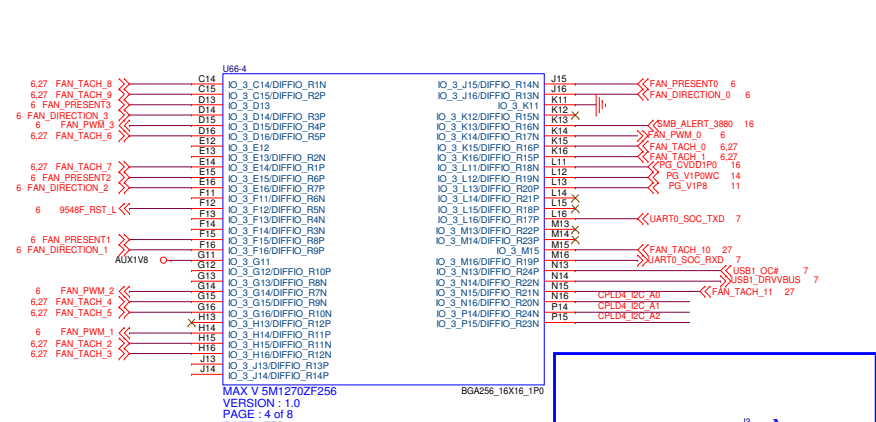 U66-4
6,27 FAN_TACH_8 C14 IO_3_C14/DIFFIO_R1N IO_3_J15/DIFFIO_R14N J15 FAN_PRESENT0 6
6,27 FAN_TACH_9 C15 IO_3_C15/DIFFIO_R2P IO_3_J16/DIFFIO_R13N J16 FAN_DIRECTION_0 6
6 FAN_PRESENT3 D13 IO_3_D13 IO_3_K11 K11
6 FAN_DIRECTION_3 D14 IO_3_D14/DIFFIO_R3P IO_3_K12/DIFFIO_R15N K12
6 FAN_PWM_3 D15 IO_3_D15/DIFFIO_R4P IO_3_K13/DIFFIO_R16N K13 SMB_ALERT_3880 16
6,27 FAN_TACH_6 D16 IO_3_D16/DIFFIO_R5P IO_3_K14/DIFFIO_R17N K14 FAN_PWM_0 6
E12 IO_3_E12 IO_3_K15/DIFFIO_R16P K15 FAN_TACH_0 6,27
E13 IO_3_E13/DIFFIO_R2N IO_3_K16/DIFFIO_R15P K16 FAN_TACH_1 6,27
6,27 FAN_TACH_7 E14 IO_3_E14/DIFFIO_R1P IO_3_L11/DIFFIO_R18N L11 PG_CVDD1P0 16
6 FAN_PRESENT2 E15 IO_3_E15/DIFFIO_R6P IO_3_L12/DIFFIO_R19N L12 PG_V1P0WC 14
6 FAN_DIRECTION_2 E16 IO_3_E16/DIFFIO_R7P IO_3_L13/DIFFIO_R20P L13 PG_V1P8 11
F11 IO_3_F11/DIFFIO_R6N IO_3_L14/DIFFIO_R21P L14
6 9548F_RST_L F12 IO_3_F12/DIFFIO_R5N IO_3_L15/DIFFIO_R18P L15
F13 IO_3_F13/DIFFIO_R4N IO_3_L16/DIFFIO_R17P L16 UART0_SOC_TXD 7
F14 IO_3_F14/DIFFIO_R3N IO_3_M13/DIFFIO_R22P M13
6 FAN_PRESENT1 F15 IO_3_F15/DIFFIO_R8P IO_3_M14/DIFFIO_R23P M14
6 FAN_DIRECTION_1 F16 IO_3_F16/DIFFIO_R9P IO_3_M15 M15 FAN_TACH_10 27
AUX1V8 G11 IO_3_G11 IO_3_M16/DIFFIO_R19P M16 UART0_SOC_RXD 7
G12 IO_3_G12/DIFFIO_R10P IO_3_N13/DIFFIO_R24P N13 USB1_OC# 7
G13 IO_3_G13/DIFFIO_R8N IO_3_N14/DIFFIO_R22N N14 USB1_DRVVBUS 7
6 FAN_PWM_2 G14 IO_3_G14/DIFFIO_R7N IO_3_N15/DIFFIO_R21N N15 FAN_TACH_11 27
6,27 FAN_TACH_4 G15 IO_3_G15/DIFFIO_R9N IO_3_N16/DIFFIO_R20N N16 CPLD4_I2C_A0
6,27 FAN_TACH_5 G16 IO_3_G16/DIFFIO_R10N IO_3_P14/DIFFIO_R24N P14 CPLD4_I2C_A1
H13 IO_3_H13/DIFFIO_R12P IO_3_P15/DIFFIO_R23N P15 CPLD4_I2C_A2
6 FAN_PWM_1 H14 IO_3_H14/DIFFIO_R11P
6,27 FAN_TACH_2 H15 IO_3_H15/DIFFIO_R11N
6,27 FAN_TACH_3 H16 IO_3_H16/DIFFIO_R12N
J13 IO_3_J13/DIFFIO_R13P
J14 IO_3_J14/DIFFIO_R14P
MAX V 5M1270ZF256 BGA256_16X16_1P0
VERSION : 1.0
PAGE : 4 of 8